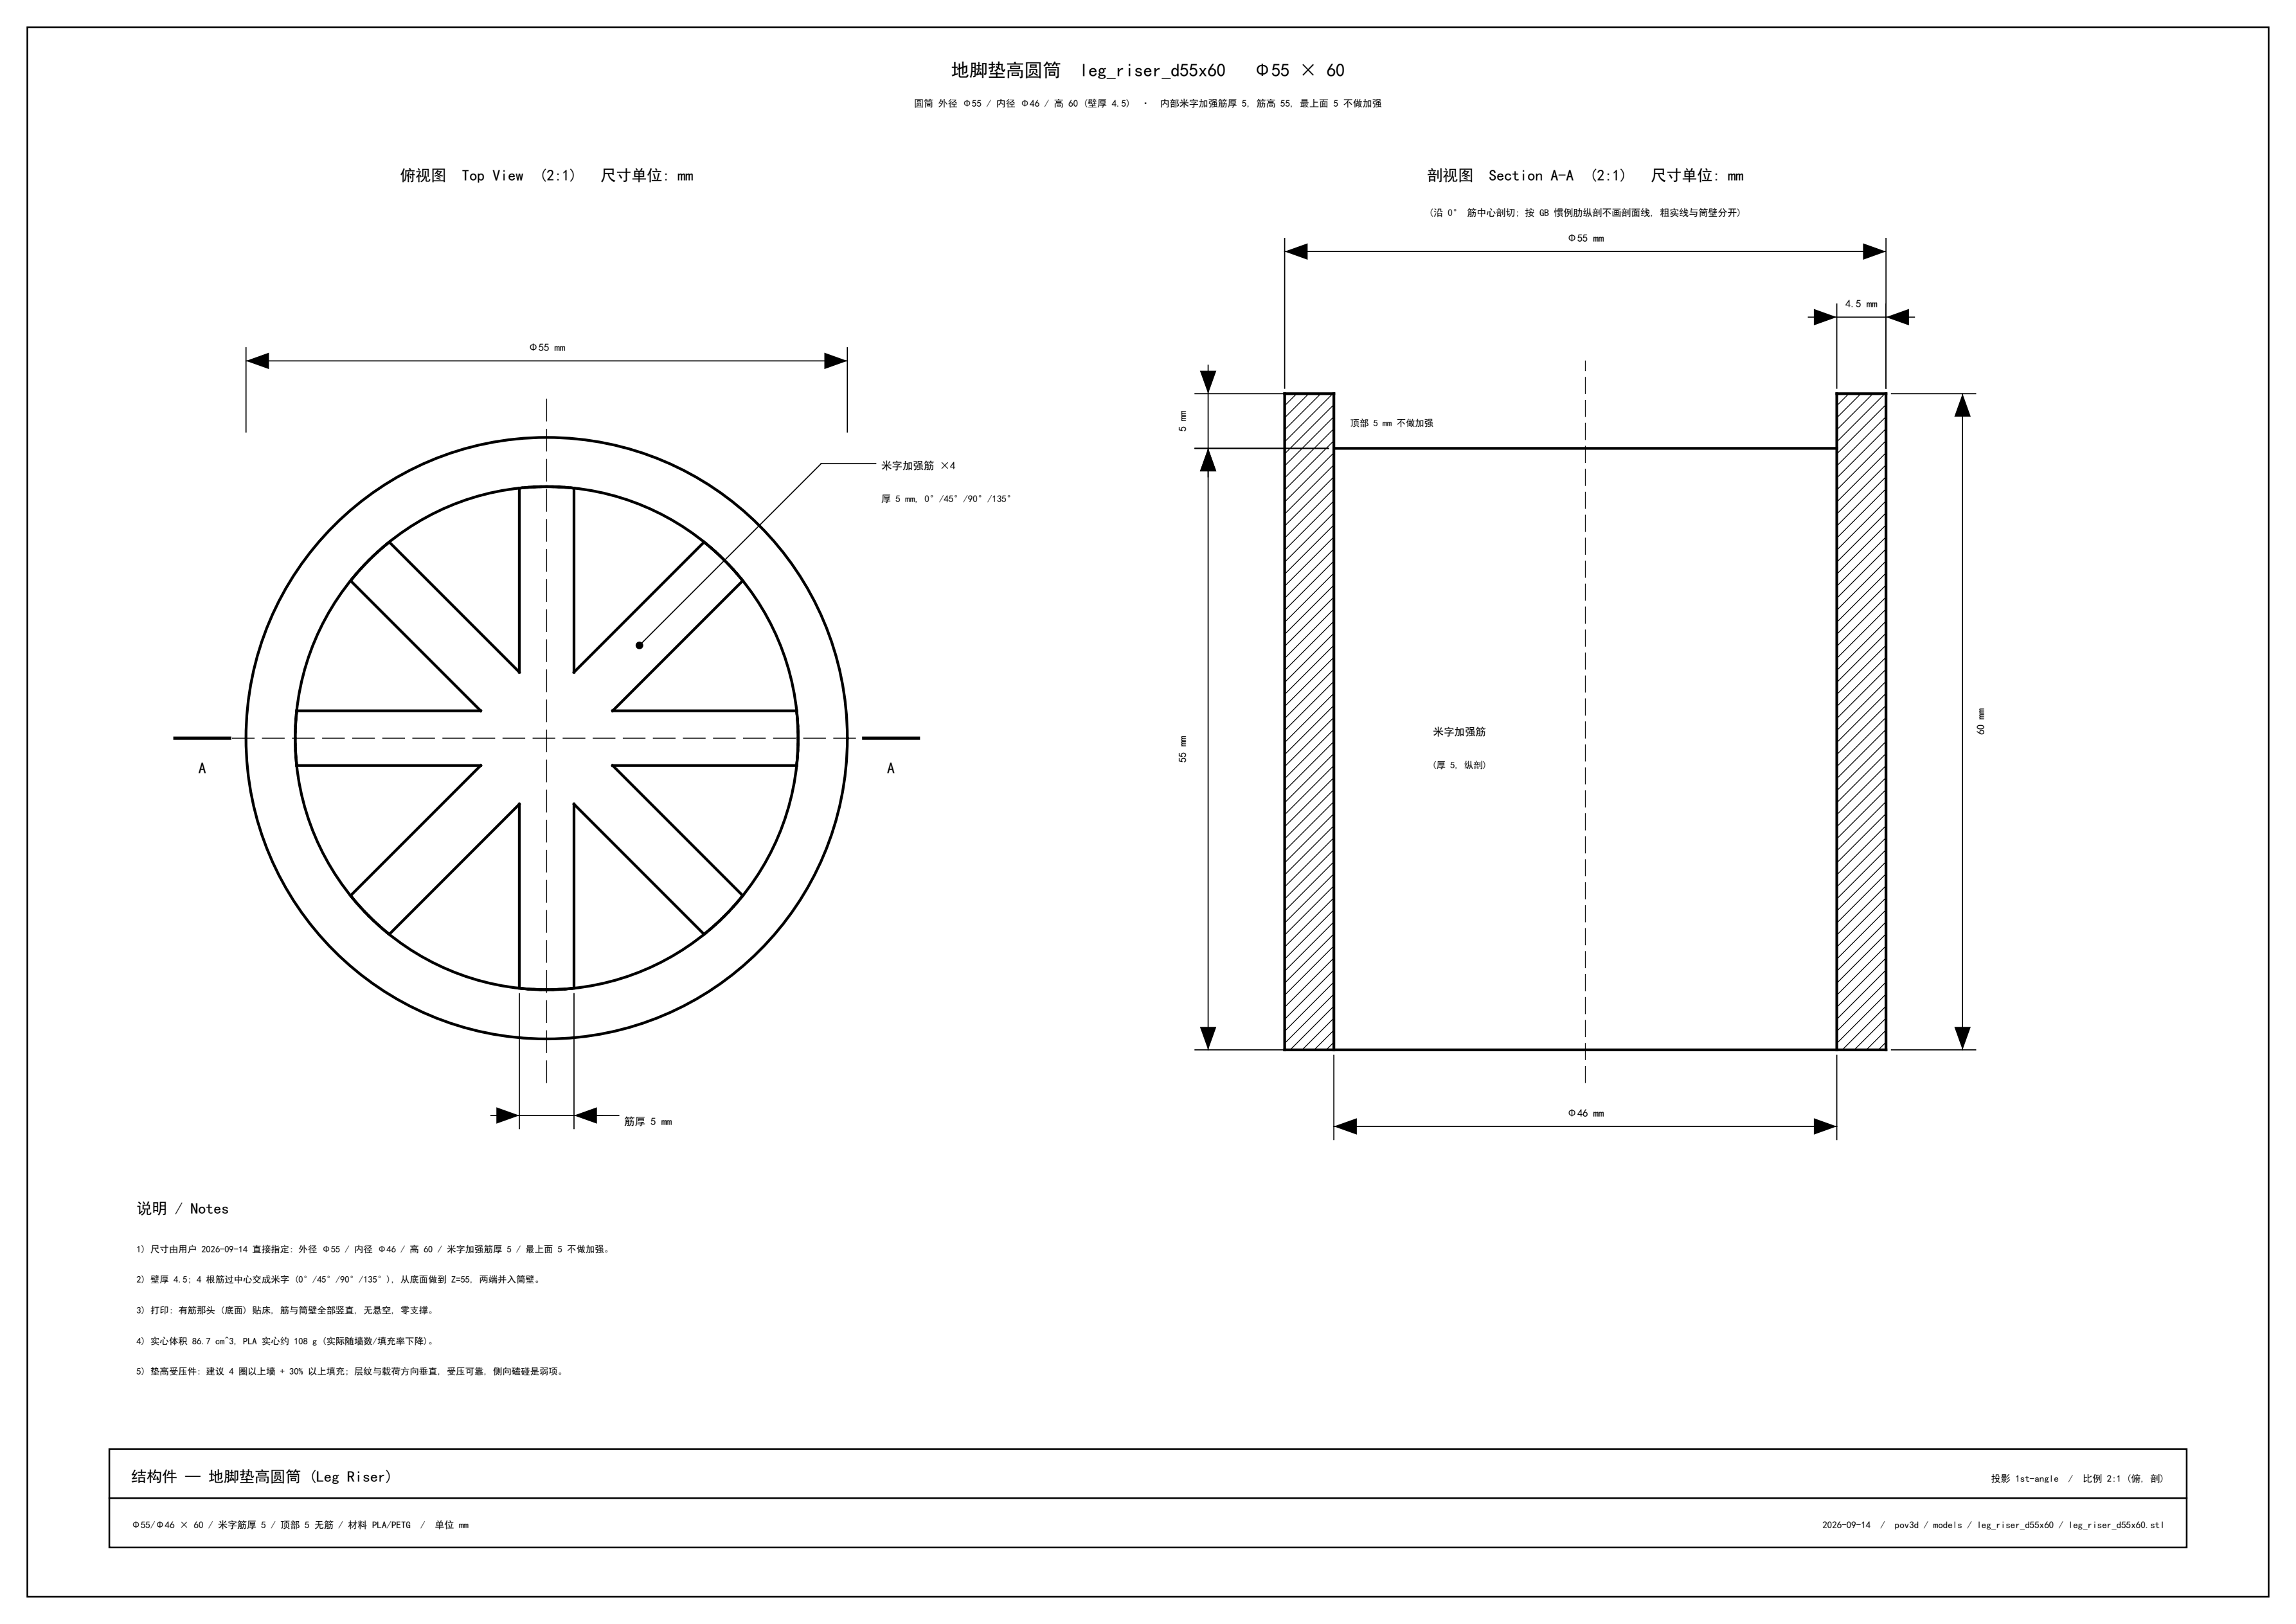 地脚垫高圆筒 leg_riser_d55x60 Φ55 × 60
圆筒 外径 Φ55 / 内径 Φ46 / 高 60 (壁厚 4.5) · 内部米字加强筋厚 5, 筋高 55, 最上面 5 不做加强
俯视图 Top View (2:1) 尺寸单位: mm
Φ55 mm
米字加强筋 ×4
厚 5 mm, 0°/45°/90°/135°
A
A
筋厚 5 mm
剖视图 Section A-A (2:1) 尺寸单位: mm
(沿 0° 筋中心剖切; 按 GB 惯例肋纵剖不画剖面线, 粗实线与筒壁分开)
Φ55 mm
4.5 mm
5 mm
顶部 5 mm 不做加强
55 mm
米字加强筋
(厚 5, 纵剖)
60 mm
Φ46 mm
说明 / Notes
1) 尺寸由用户 2026-09-14 直接指定: 外径 Φ55 / 内径 Φ46 / 高 60 / 米字加强筋厚 5 / 最上面 5 不做加强。
2) 壁厚 4.5; 4 根筋过中心交成米字 (0°/45°/90°/135°), 从底面做到 Z=55, 两端并入筒壁。
3) 打印: 有筋那头 (底面) 贴床, 筋与筒壁全部竖直, 无悬空, 零支撑。
4) 实心体积 86.7 cm^3, PLA 实心约 108 g (实际随墙数/填充率下降)。
5) 垫高受压件: 建议 4 圈以上墙 + 30% 以上填充; 层纹与载荷方向垂直, 受压可靠, 侧向磕碰是弱项。
结构件 — 地脚垫高圆筒 (Leg Riser)
投影 1st-angle / 比例 2:1 (俯, 剖)
Φ55/Φ46 × 60 / 米字筋厚 5 / 顶部 5 无筋 / 材料 PLA/PETG / 单位 mm
2026-09-14 / pov3d / models / leg_riser_d55x60 / leg_riser_d55x60.stl